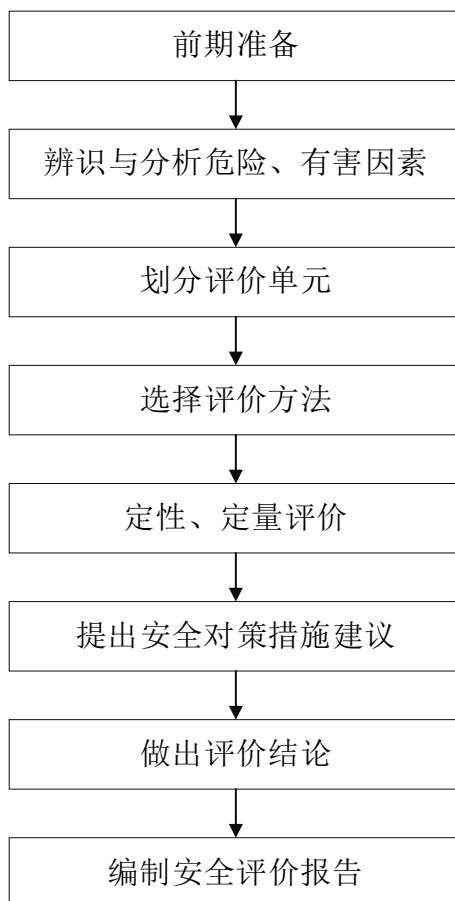 前期准备
辨识与分析危险、有害因素
划分评价单元
选择评价方法
定性、定量评价
提出安全对策措施建议
做出评价结论
编制安全评价报告